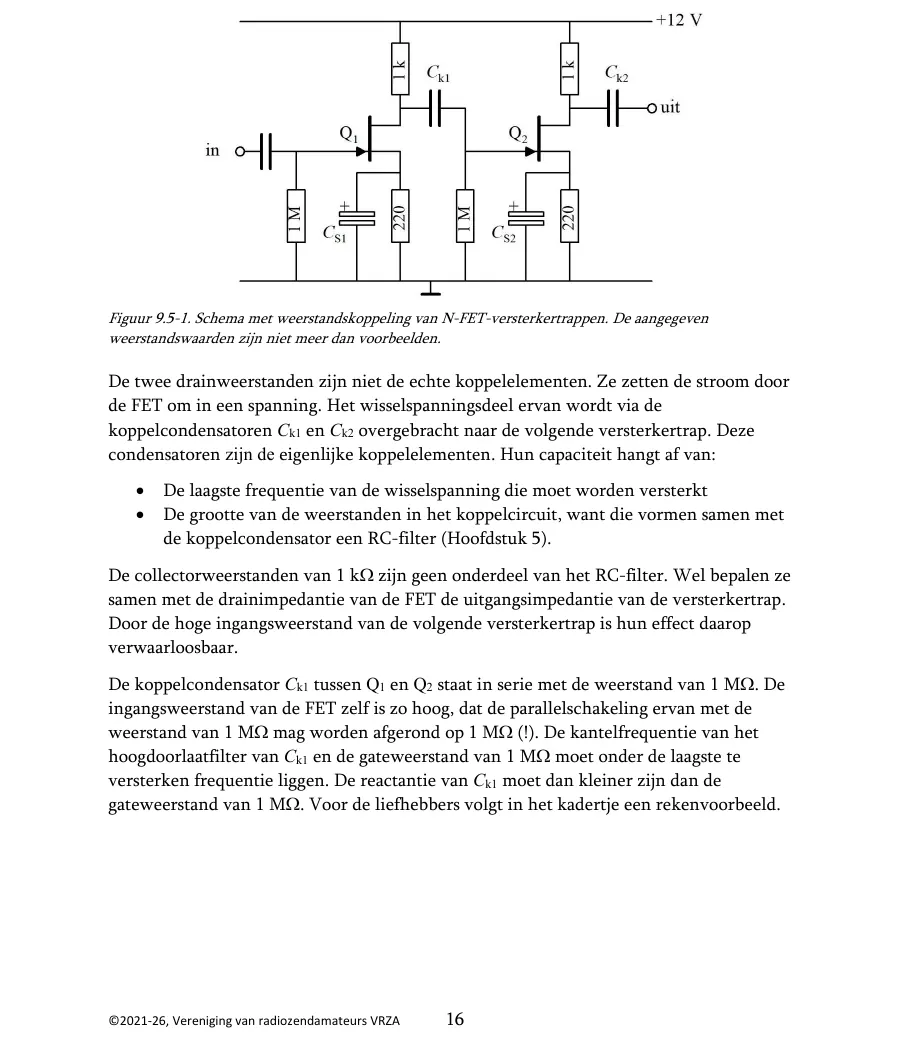 +12 V
1 k
Ck1
1 k
Ck2
uit
Q1
Q2
in
1 M
+
CS1
220
1 M
+
CS2
220
Figuur 9.5-1. Schema met weerstandskoppeling van N-FET-versterkertrappen. De aangegeven
weerstandswaarden zijn niet meer dan voorbeelden.
De twee drainweerstanden zijn niet de echte koppelelementen. Ze zetten de stroom door
de FET om in een spanning. Het wisselspanningsdeel ervan wordt via de
koppelcondensatoren Ck1 en Ck2 overgebracht naar de volgende versterkertrap. Deze
condensatoren zijn de eigenlijke koppelelementen. Hun capaciteit hangt af van:
• De laagste frequentie van de wisselspanning die moet worden versterkt
• De grootte van de weerstanden in het koppelcircuit, want die vormen samen met
de koppelcondensator een RC-filter (Hoofdstuk 5).
De collectorweerstanden van 1 kΩ zijn geen onderdeel van het RC-filter. Wel bepalen ze
samen met de drainimpedantie van de FET de uitgangsimpedantie van de versterkertrap.
Door de hoge ingangsweerstand van de volgende versterkertrap is hun effect daarop
verwaarloosbaar.
De koppelcondensator Ck1 tussen Q1 en Q2 staat in serie met de weerstand van 1 MΩ. De
ingangsweerstand van de FET zelf is zo hoog, dat de parallelschakeling ervan met de
weerstand van 1 MΩ mag worden afgerond op 1 MΩ (!). De kantelfrequentie van het
hoogdoorlaatfilter van Ck1 en de gateweerstand van 1 MΩ moet onder de laagste te
versterken frequentie liggen. De reactantie van Ck1 moet dan kleiner zijn dan de
gateweerstand van 1 MΩ. Voor de liefhebbers volgt in het kadertje een rekenvoorbeeld.
©2021-26, Vereniging van radiozendamateurs VRZA 16